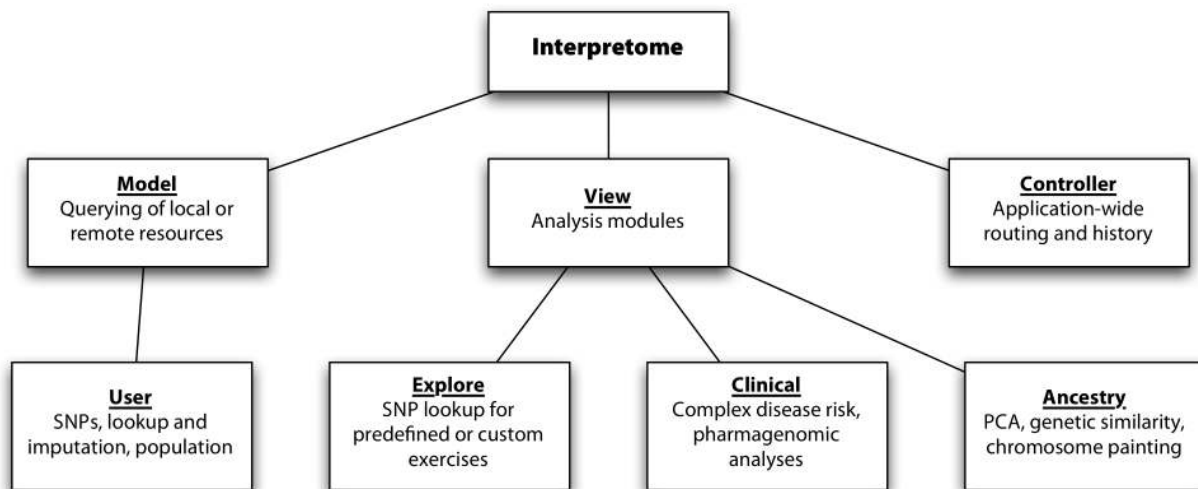 Interpretome
Model
Querying of local or
remote resources
View
Analysis modules
Controller
Application-wide
routing and history
User
SNPs, lookup and
imputation, population
Explore
SNP lookup for
predefined or custom
exercises
Clinical
Complex disease risk,
pharmagenomic
analyses
Ancestry
PCA, genetic similarity,
chromosome painting